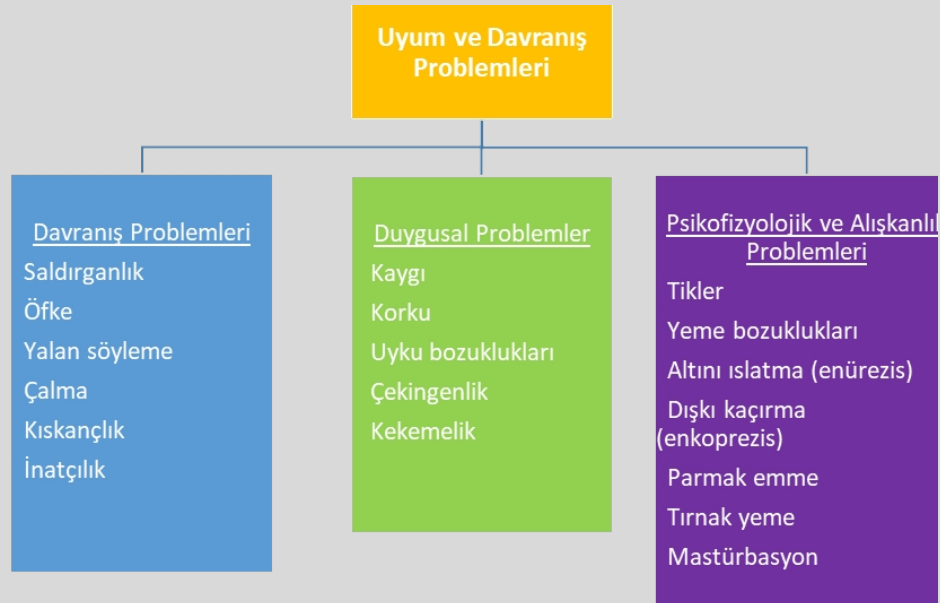 Uyum ve Davranış
Problemleri
Davranış Problemleri
Saldırganlık
Öfke
Yalan söyleme
Çalma
Kıskançlık
İnatçılık
Duygusal Problemler
Kaygı
Korku
Uyku bozuklukları
Çekingenlik
Kekemelik
Psikofizyolojik ve Alışkanlık
Problemleri
Tikler
Yeme bozuklukları
Altını ıslatma (enürezis)
Dışkı kaçırma
(enkoprezis)
Parmak emme
Tırnak yeme
Mastürbasyon